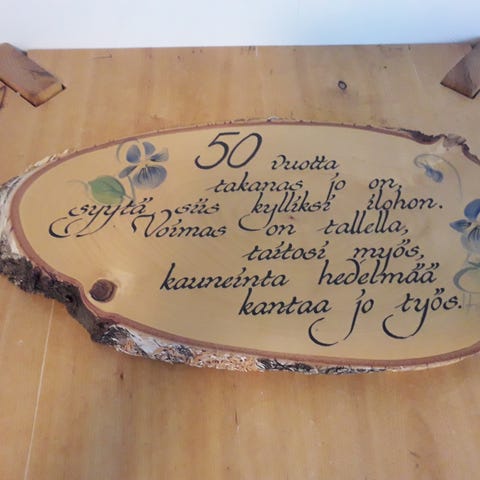 50 vuotta
takanas jo on,
syytä siis kylliksi ilohon.
Voimas on tallella,
taitosi myös,
kauneinta hedelmää
kantaa jo työs.